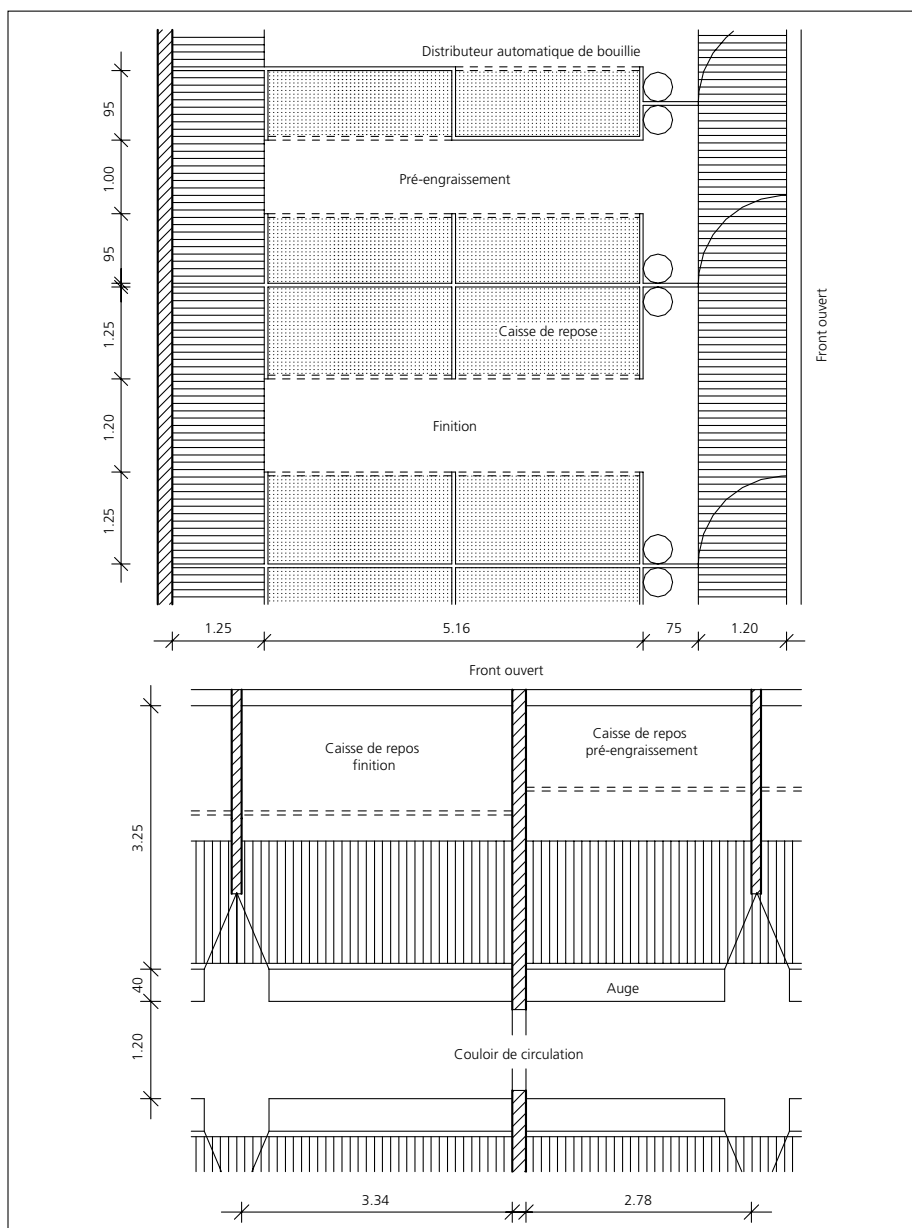 Distributeur automatique de bouillie
95
1.00
Pré-engraissement
95
1.25
Caisse de repose
Front ouvert
1.20
Finition
1.25
1.25
5.16
75
1.20
Front ouvert
Caisse de repos
finition
Caisse de repos
pré-engraissement
3.25
40
Auge
1.20
Couloir de circulation
3.34
2.78